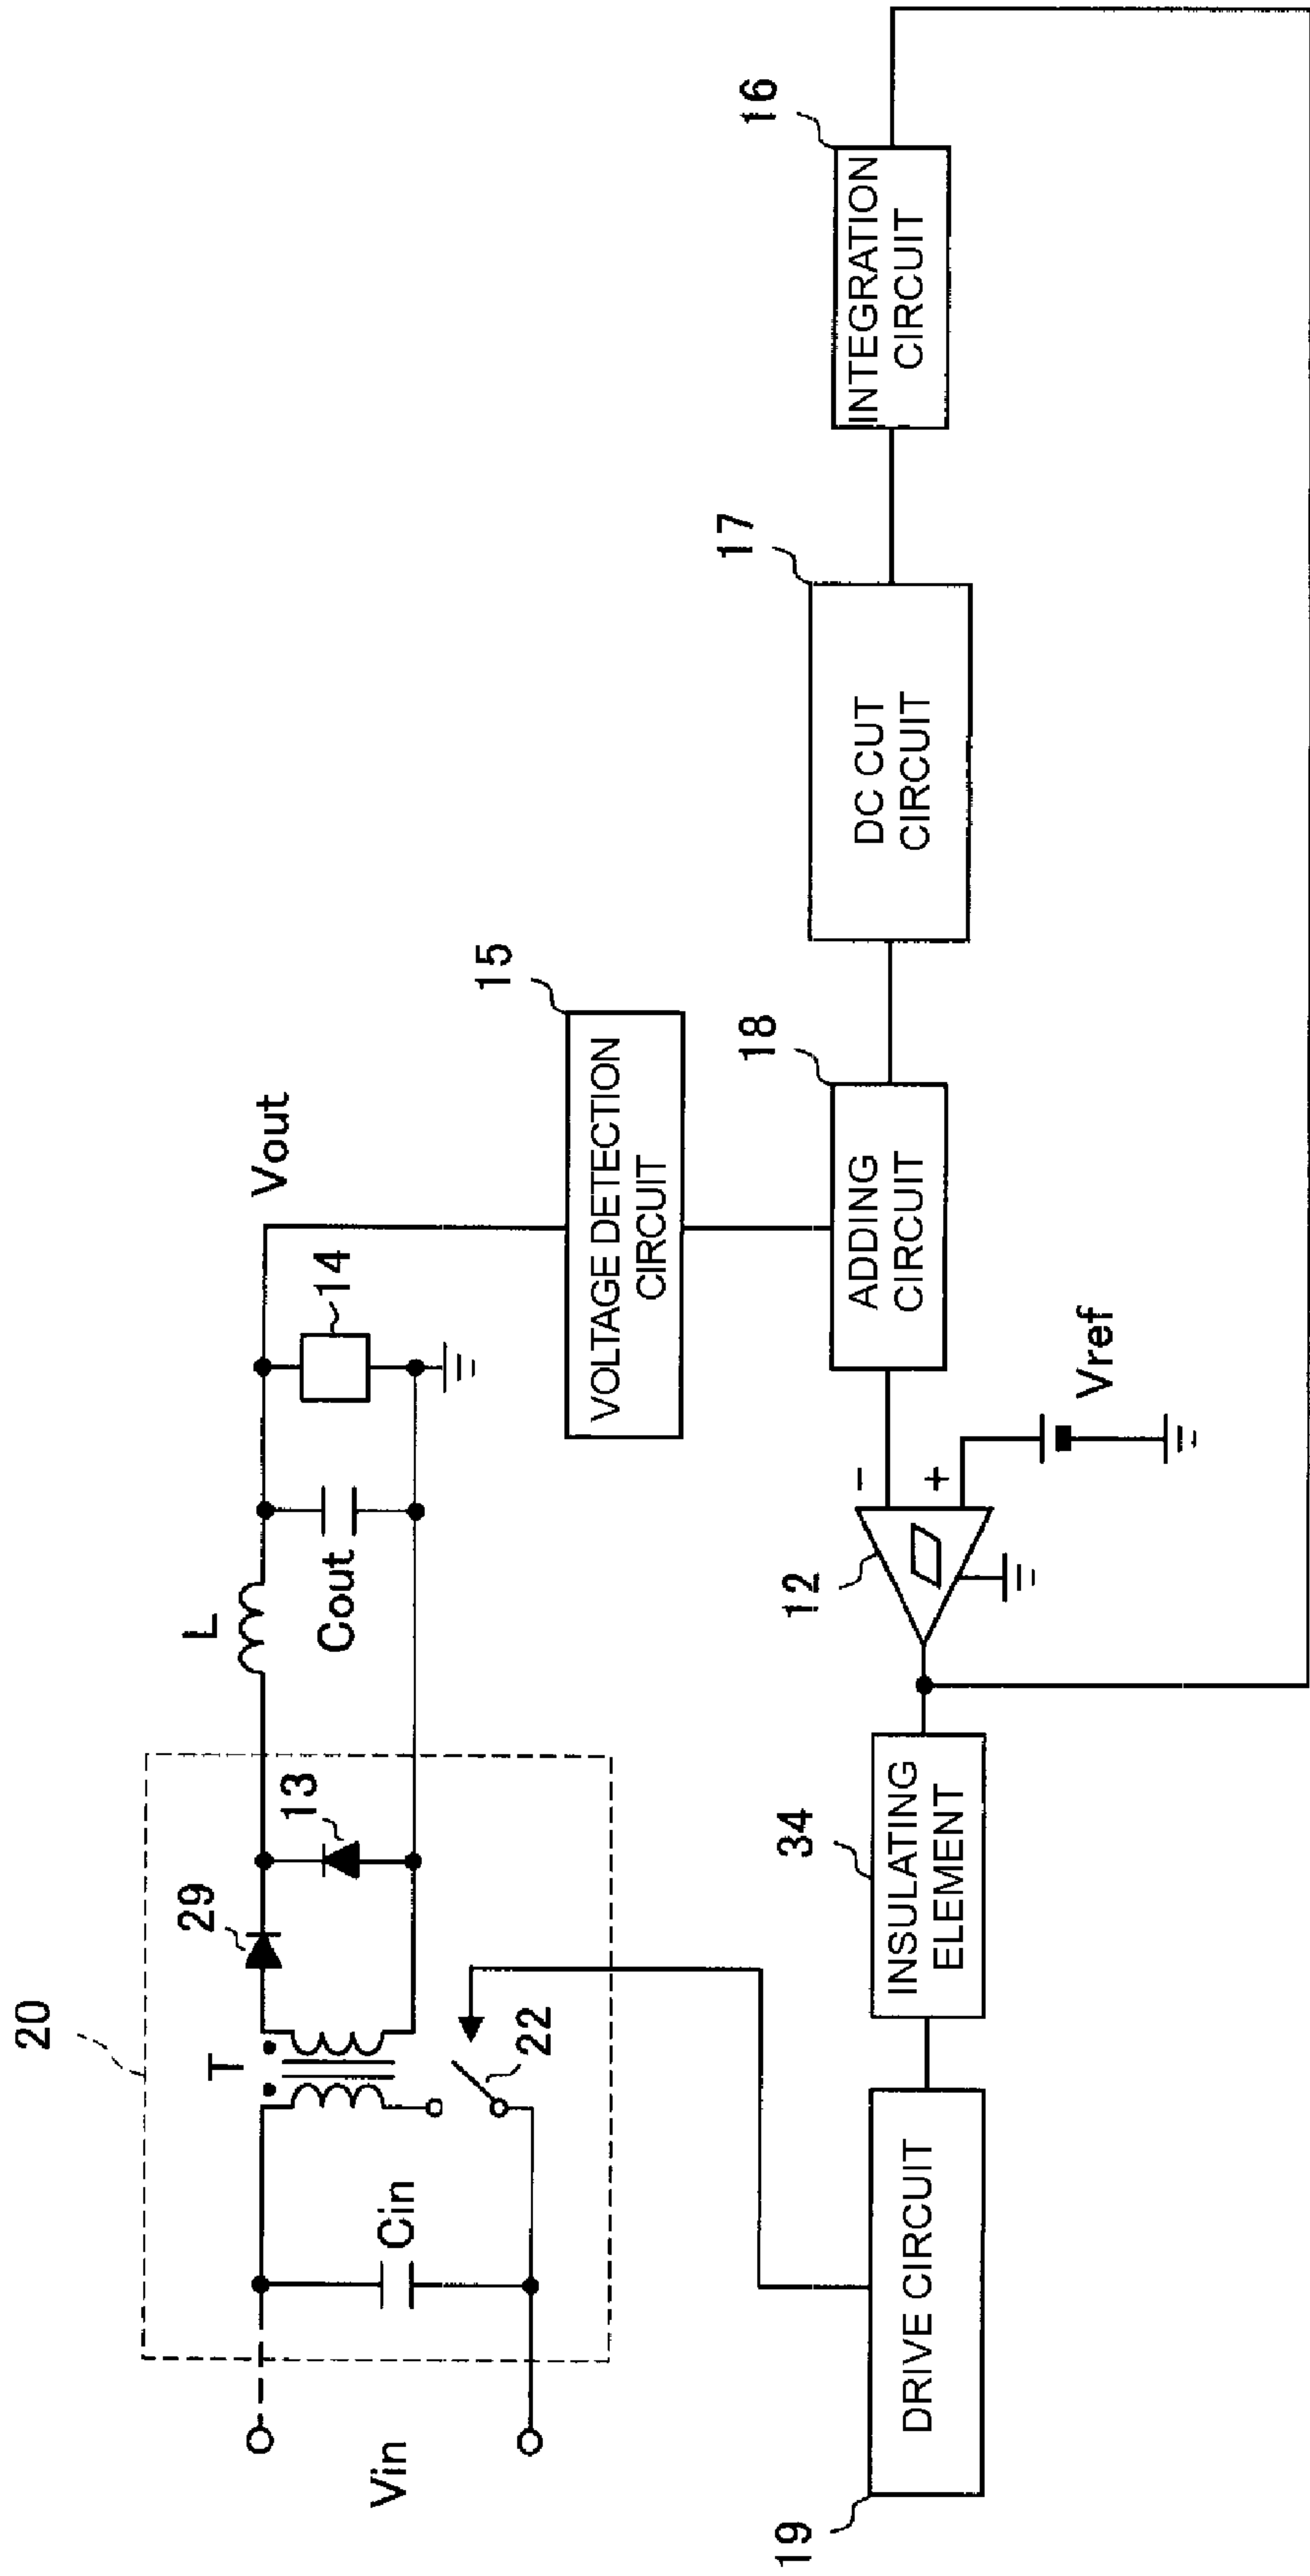 20
T
29
13
L
Cout
14
Vout
Vin
Cin
22
15
VOLTAGE DETECTION
CIRCUIT
19
DRIVE CIRCUIT
34
INSULATING
ELEMENT
12
−
+
Vref
18
ADDING
CIRCUIT
17
DC CUT
CIRCUIT
16
INTEGRATION
CIRCUIT